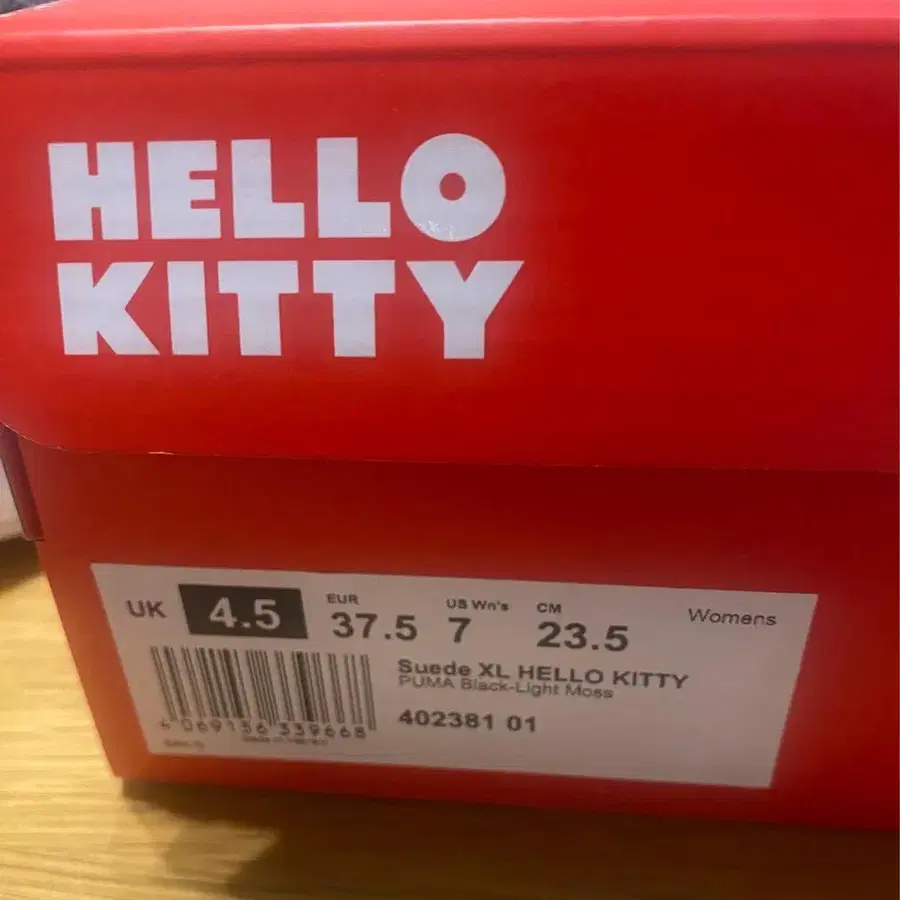 HELLO
KITTY
UK 4.5 EUR 37.5 US Wn's 7 CM 23.5 Womens
Suede XL HELLO KITTY
PUMA Black-Light Moss
402381 01
4 069156 339668